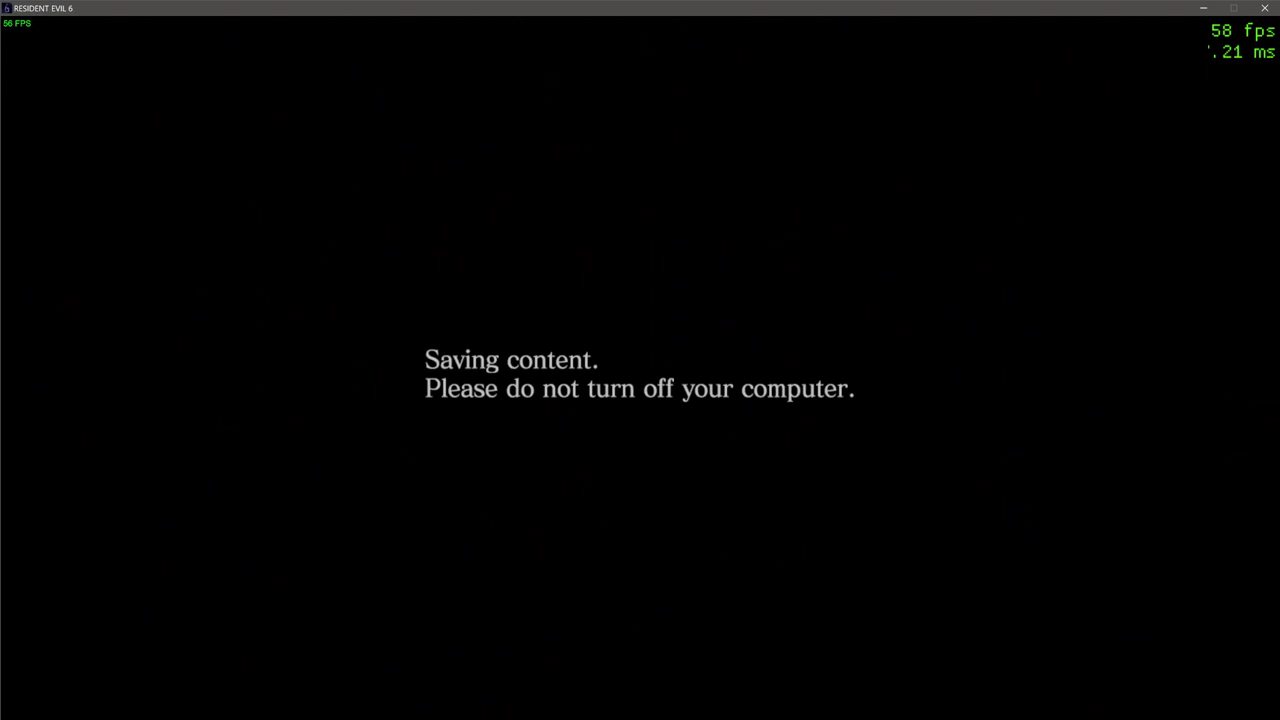 RESIDENT EVIL 6
56 FPS
58 fps
.21 ms
Saving content.
Please do not turn off your computer.